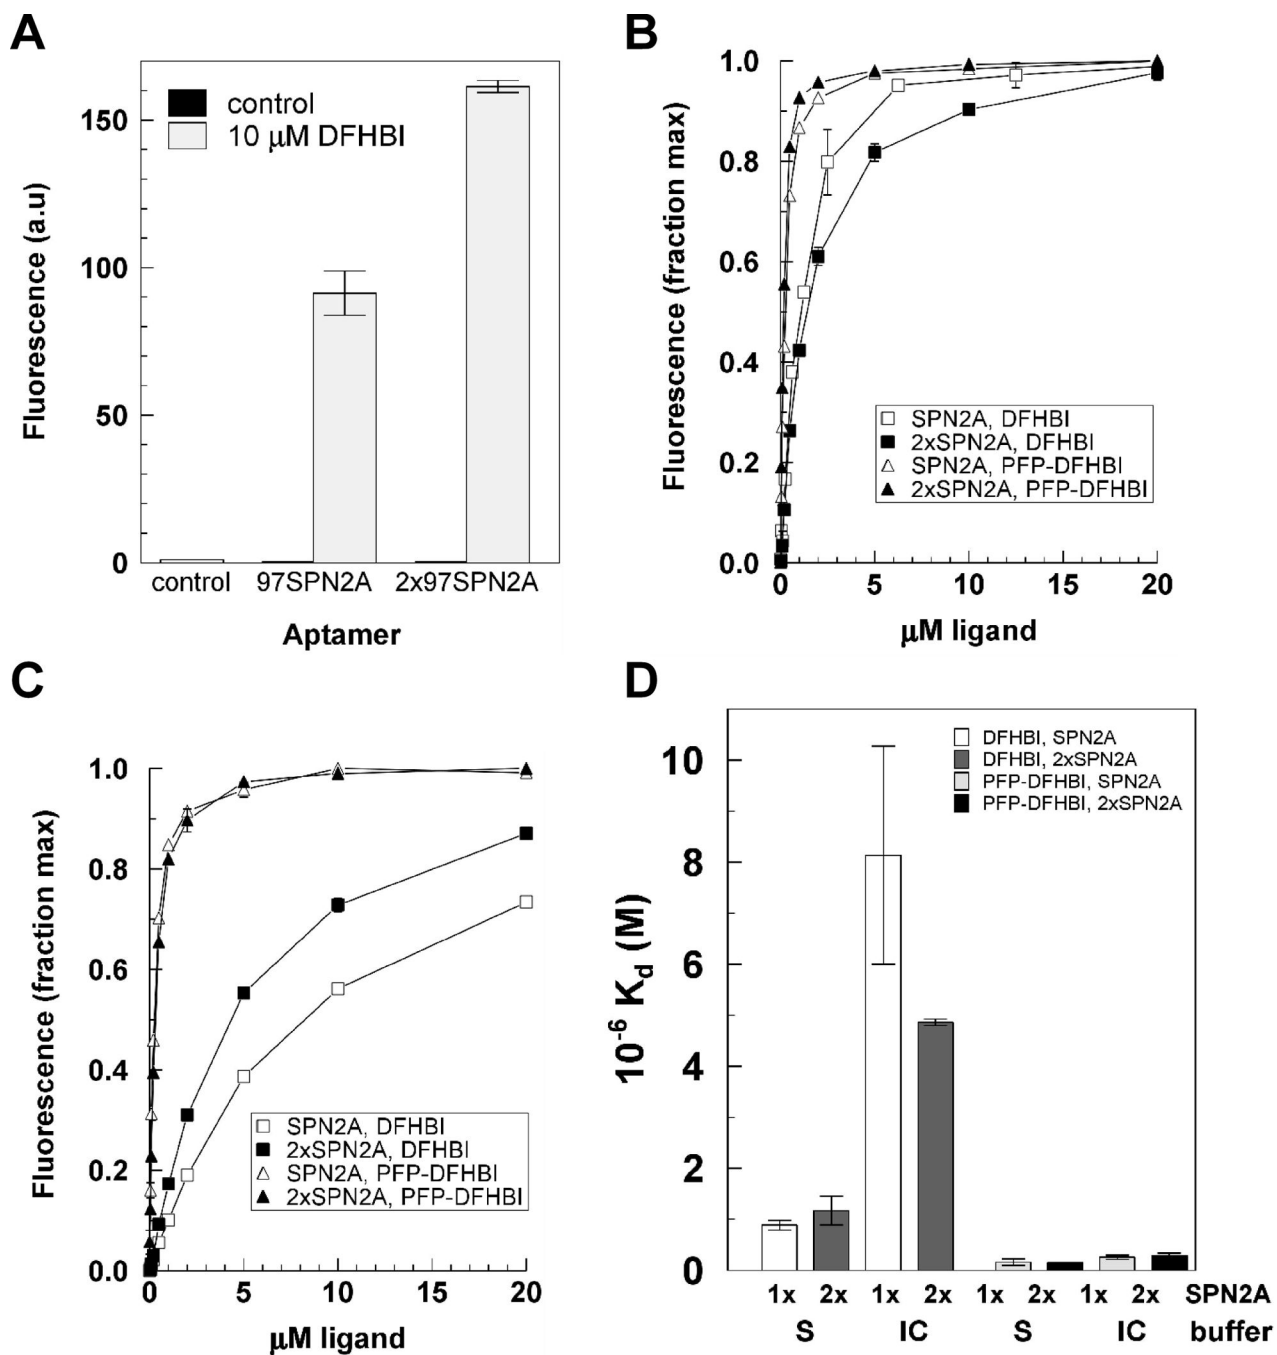 A
control
10 μM DFHBI
150
100
50
0
Fluorescence (a.u)
control 97SPN2A 2x97SPN2A
Aptamer
B
1.0
0.8
0.6
0.4
0.2
0.0
Fluorescence (fraction max)
SPN2A, DFHBI
2xSPN2A, DFHBI
SPN2A, PFP-DFHBI
2xSPN2A, PFP-DFHBI
0 5 10 15 20
μM ligand
C
1.0
0.8
0.6
0.4
0.2
0.0
Fluorescence (fraction max)
SPN2A, DFHBI
2xSPN2A, DFHBI
SPN2A, PFP-DFHBI
2xSPN2A, PFP-DFHBI
0 5 10 15 20
μM ligand
D
DFHBI, SPN2A
DFHBI, 2xSPN2A
PFP-DFHBI, SPN2A
PFP-DFHBI, 2xSPN2A
10
8
6
4
2
0
10-6 Kd (M)
1x 2x 1x 2x 1x 2x 1x 2x SPN2A
S IC S IC buffer